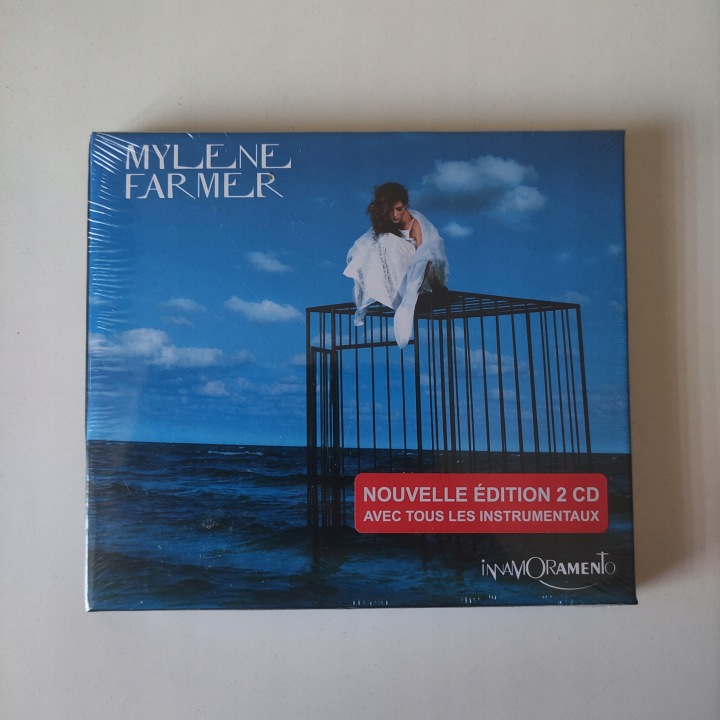 MYLENE
FARMER
NOUVELLE ÉDITION 2 CD
AVEC TOUS LES INSTRUMENTAUX
iNNAMORAMENTO